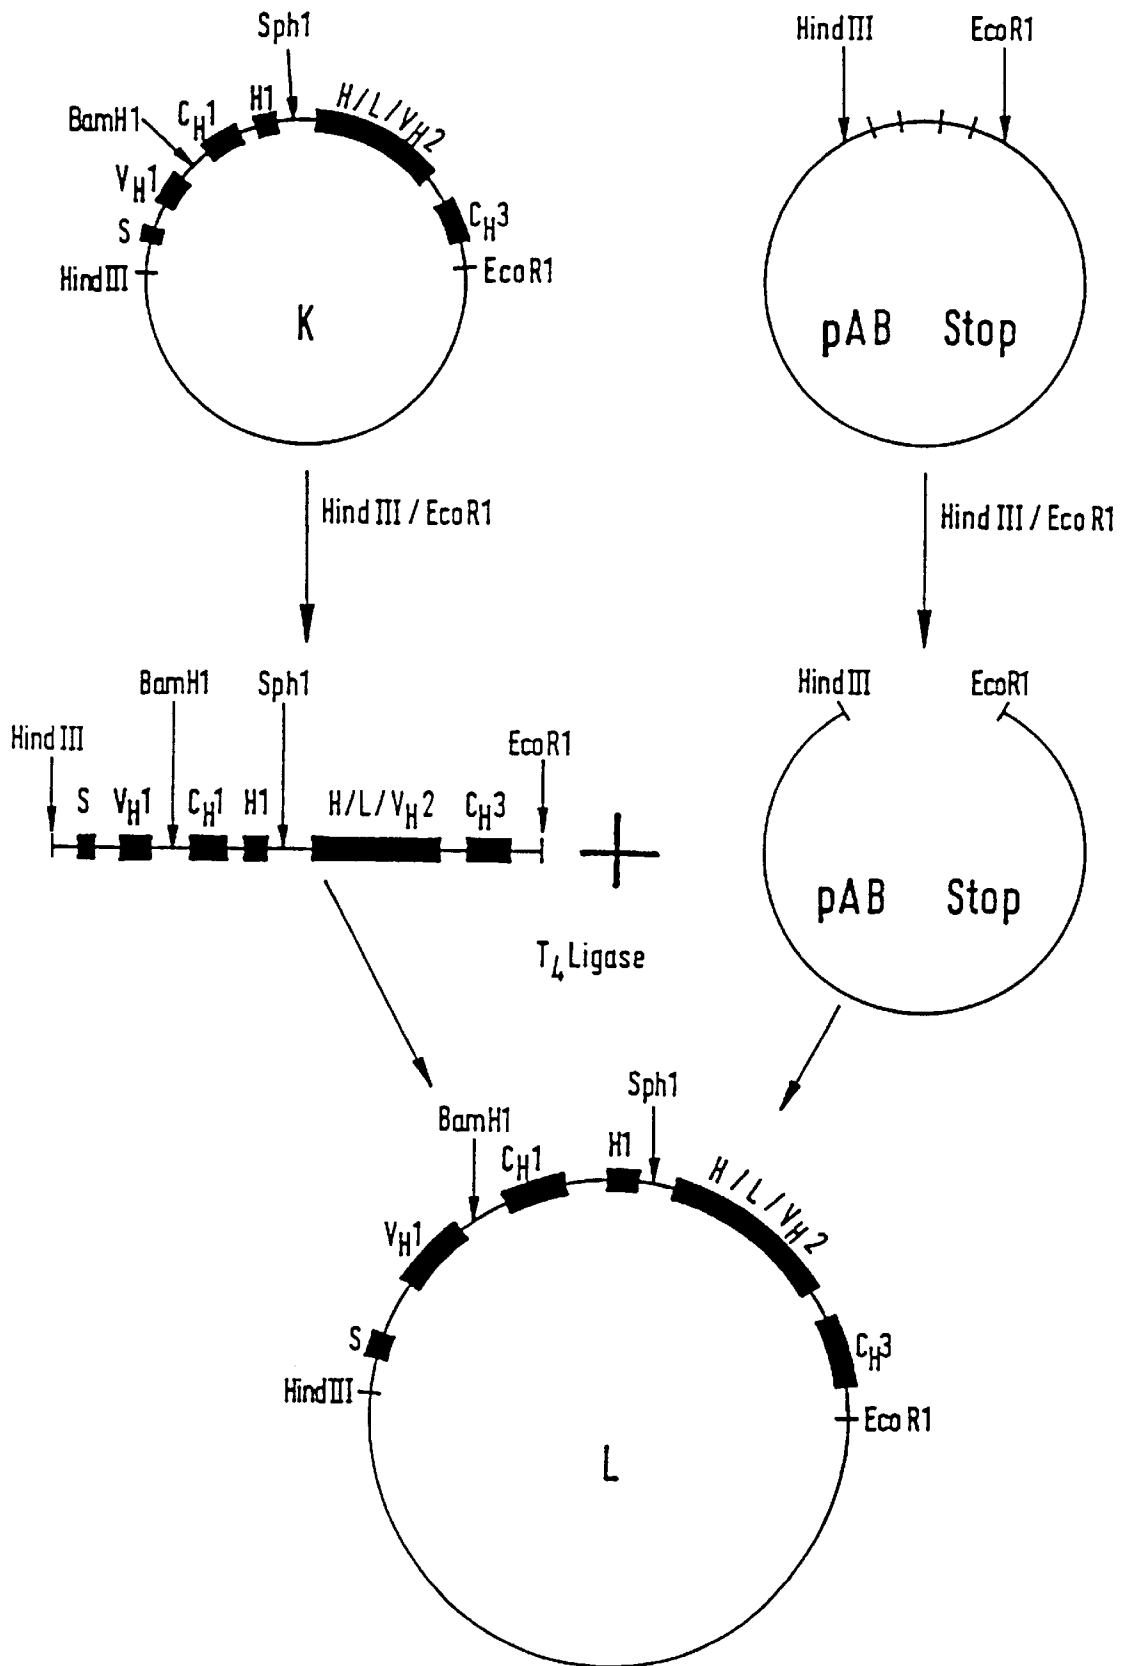 Sph1
HindIII
EcoR1
BamH1
CH1
H1
H/L/VH2
VH1
S
CH3
HindIII
EcoR1
K
pAB Stop
HindIII / EcoR1
HindIII / EcoR1
BamH1
Sph1
HindIII
EcoR1
HindIII
EcoR1
S
VH1
CH1
H1
H/L/VH2
CH3
+
pAB Stop
T4 Ligase
Sph1
BamH1
CH1
H1
H/L/VH2
VH1
S
CH3
HindIII
EcoR1
L